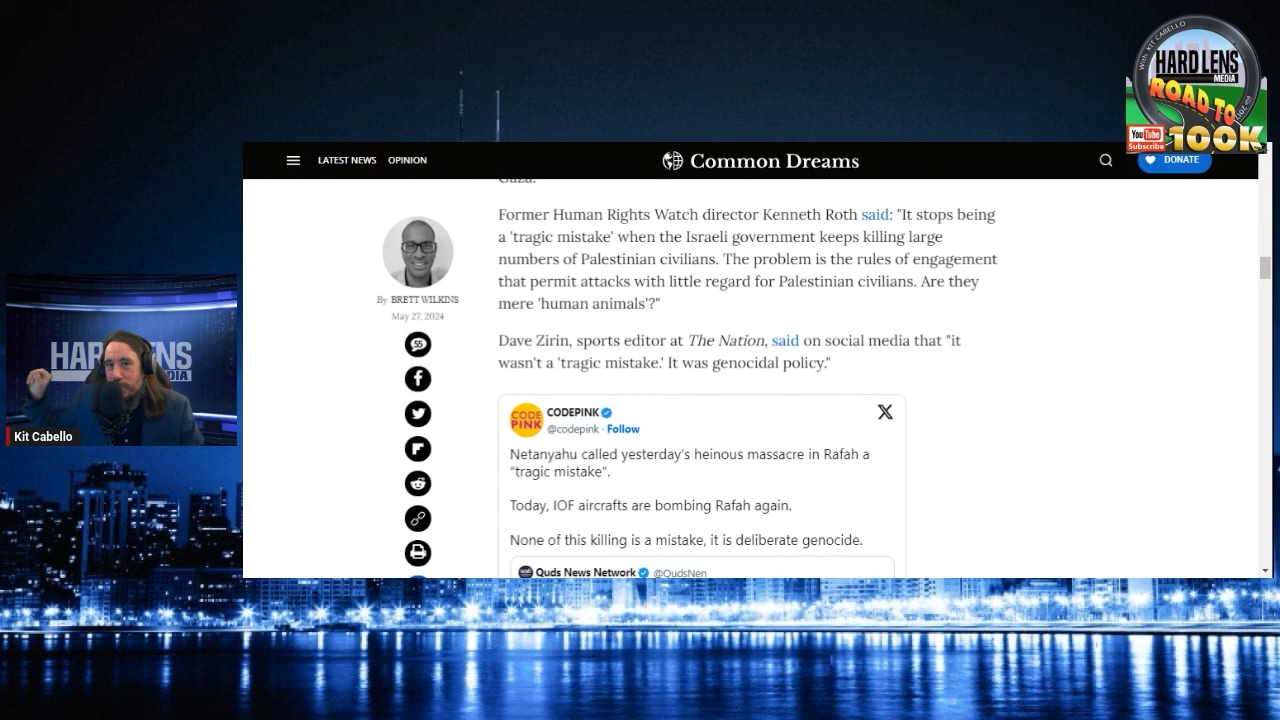 With KIT CABELLO
HARD LENS
MEDIA
ROAD TO
YouTube
Subscribe
100K
LATEST NEWS OPINION
Common Dreams
DONATE
Gaza.
Former Human Rights Watch director Kenneth Roth said: "It stops being
a 'tragic mistake' when the Israeli government keeps killing large
numbers of Palestinian civilians. The problem is the rules of engagement
that permit attacks with little regard for Palestinian civilians. Are they
mere 'human animals'?"
By BRETT WILKINS
May 27, 2024
55
Dave Zirin, sports editor at The Nation, said on social media that "it
wasn't a 'tragic mistake.' It was genocidal policy."
CODE
PINK
CODEPINK
@codepink · Follow
Netanyahu called yesterday's heinous massacre in Rafah a
“tragic mistake”.
Today, IOF aircrafts are bombing Rafah again.
None of this killing is a mistake, it is deliberate genocide.
Quds News Network @QudsNen
Kit Cabello